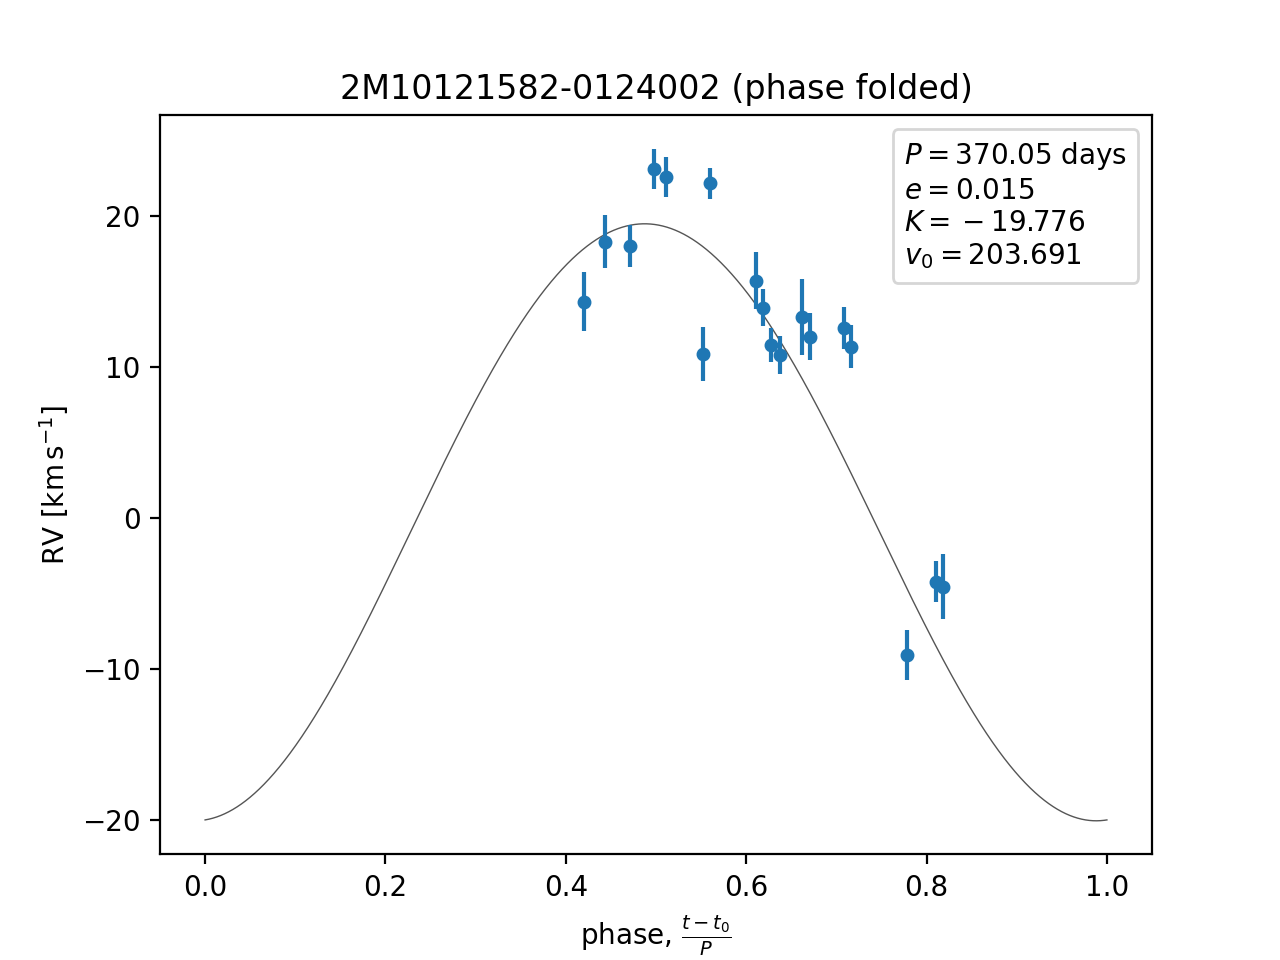 2M10121582-0124002 (phase folded)
P = 370.05 days
e = 0.015
K = −19.776
v₀ = 203.691
RV [km s⁻¹]
20
10
0
−10
−20
0.0 0.2 0.4 0.6 0.8 1.0
phase, (t − t₀)/P